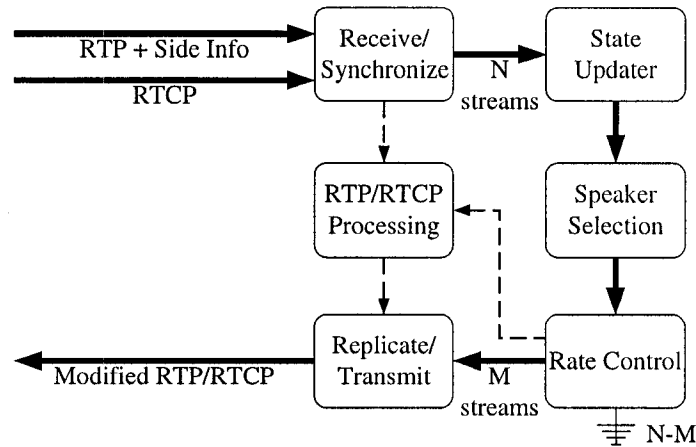 RTP + Side Info
RTCP
Receive/
Synchronize
N
streams
State
Updater
RTP/RTCP
Processing
Speaker
Selection
Modified RTP/RTCP
Replicate/
Transmit
M
streams
Rate Control
N-M